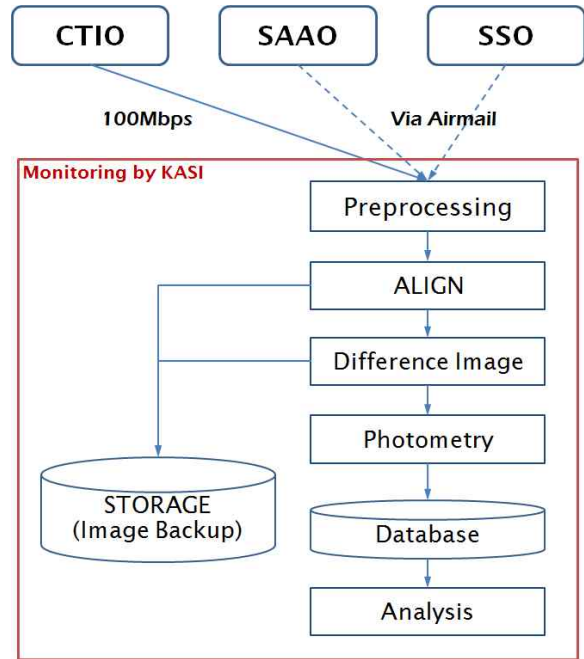 CTIO
SAAO
SSO
100Mbps
Via Airmail
Monitoring by KASI
Preprocessing
ALIGN
Difference Image
Photometry
STORAGE
(Image Backup)
Database
Analysis